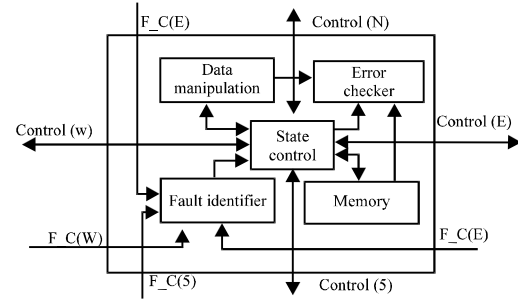 F_C(E)
Control (N)
Data
manipulation
Error
checker
Control (w)
State
control
Control (E)
Fault identifier
Memory
F_C(W)
F_C(E)
F_C(5)
Control (5)